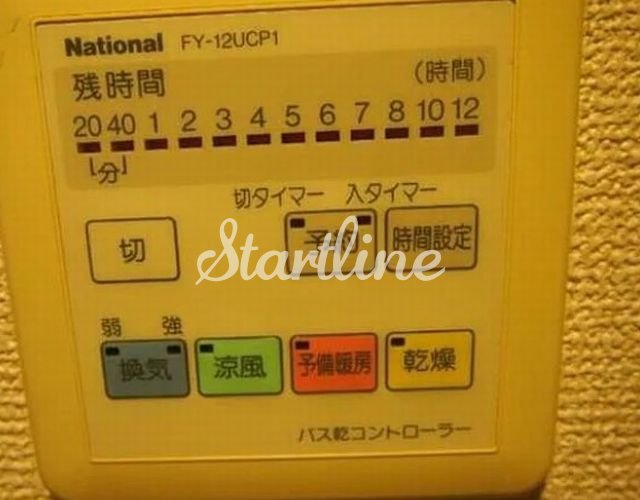 National FY-12UCP1
残時間 (時間)
20 40 1 2 3 4 5 6 7 8 10 12
[分]
切タイマー 入タイマー
切 予約 時間設定
Startline
弱 強
換気 涼風 予備暖房 乾燥
バス乾コントローラー